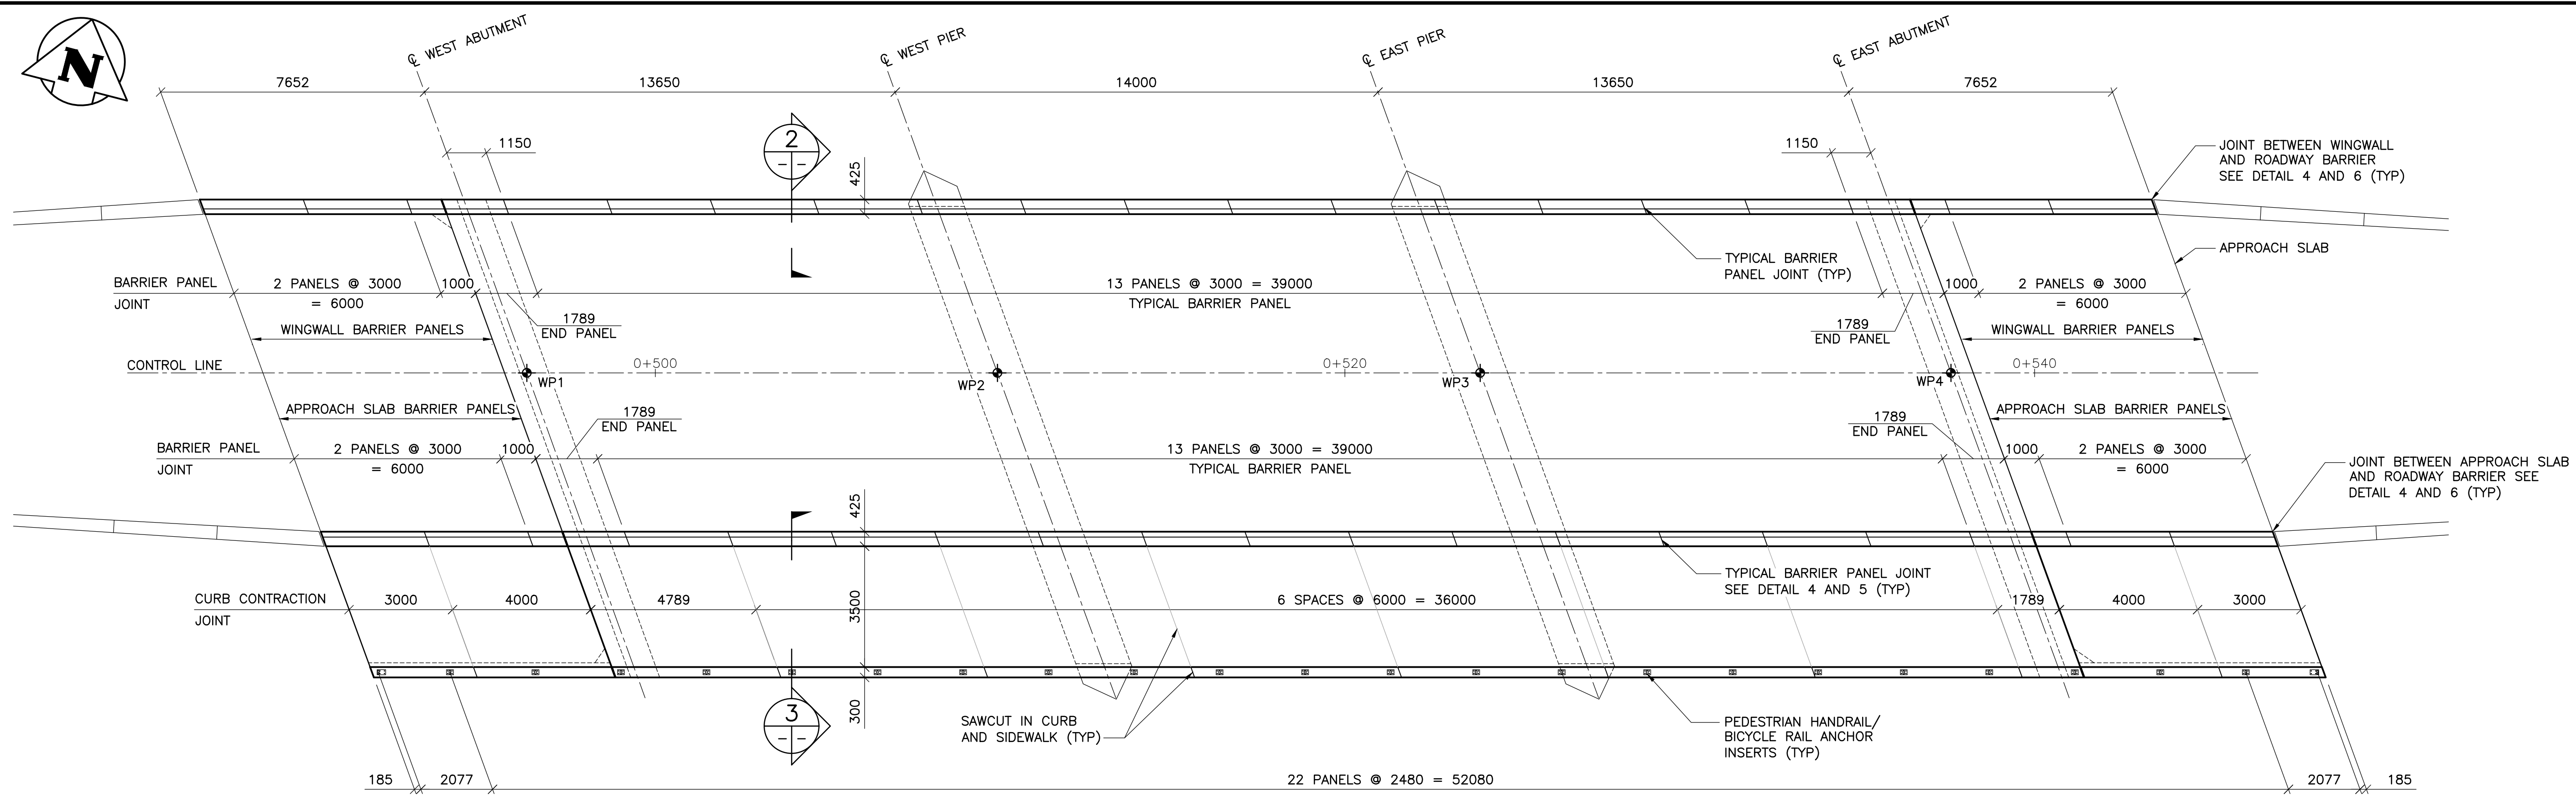 N
℄ WEST ABUTMENT
℄ WEST PIER
℄ EAST PIER
℄ EAST ABUTMENT
7652
13650
14000
13650
7652
1150
2
- -
425
1150
JOINT BETWEEN WINGWALL
AND ROADWAY BARRIER
SEE DETAIL 4 AND 6 (TYP)
APPROACH SLAB
TYPICAL BARRIER
PANEL JOINT (TYP)
BARRIER PANEL
JOINT
2 PANELS @ 3000
= 6000
1000
13 PANELS @ 3000 = 39000
TYPICAL BARRIER PANEL
1000
2 PANELS @ 3000
= 6000
WINGWALL BARRIER PANELS
1789
END PANEL
1789
END PANEL
WINGWALL BARRIER PANELS
CONTROL LINE
0+500
0+520
0+540
WP1
WP2
WP3
WP4
APPROACH SLAB BARRIER PANELS
1789
END PANEL
1789
END PANEL
APPROACH SLAB BARRIER PANELS
BARRIER PANEL
JOINT
2 PANELS @ 3000
= 6000
1000
13 PANELS @ 3000 = 39000
TYPICAL BARRIER PANEL
1000
2 PANELS @ 3000
= 6000
JOINT BETWEEN APPROACH SLAB
AND ROADWAY BARRIER SEE
DETAIL 4 AND 6 (TYP)
425
TYPICAL BARRIER PANEL JOINT
SEE DETAIL 4 AND 5 (TYP)
CURB CONTRACTION
JOINT
3000
4000
4789
3500
6 SPACES @ 6000 = 36000
1789
4000
3000
300
3
- -
SAWCUT IN CURB
AND SIDEWALK (TYP)
PEDESTRIAN HANDRAIL/
BICYCLE RAIL ANCHOR
INSERTS (TYP)
185
2077
22 PANELS @ 2480 = 52080
2077
185